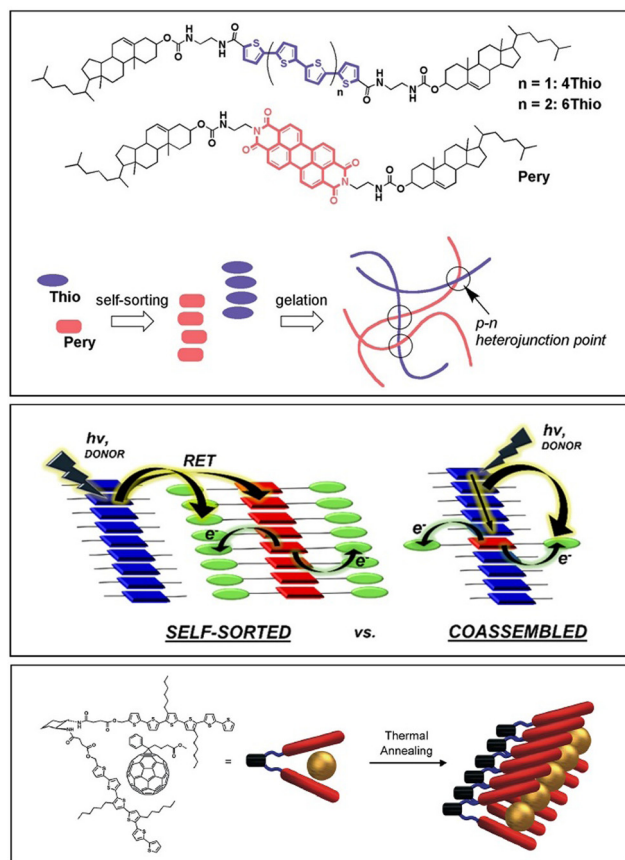 n = 1: 4Thio
n = 2: 6Thio
Pery
Thio
Pery
self-sorting
gelation
p-n
heterojunction point
hν,
DONOR
RET
e-
e-
SELF-SORTED
vs.
hν,
DONOR
e-
e-
COASSEMBLED
=
Thermal
Annealing